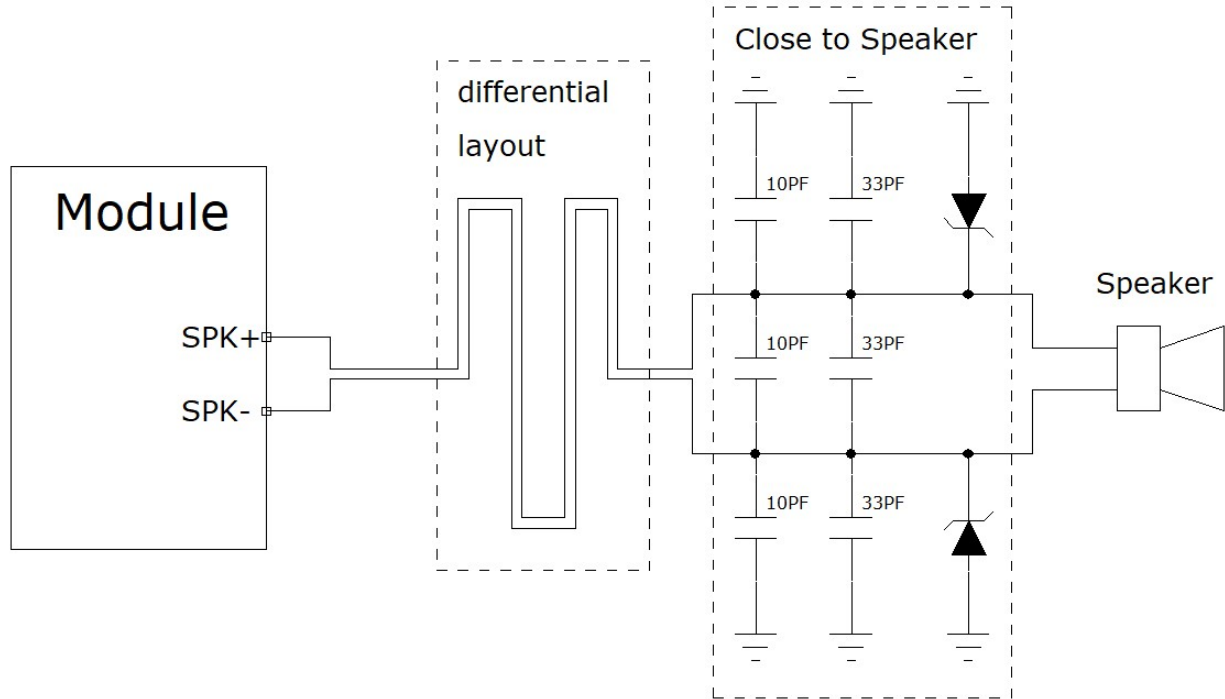 Close to Speaker
differential
layout
Module
10PF
33PF
Speaker
SPK+
10PF
33PF
SPK-
10PF
33PF